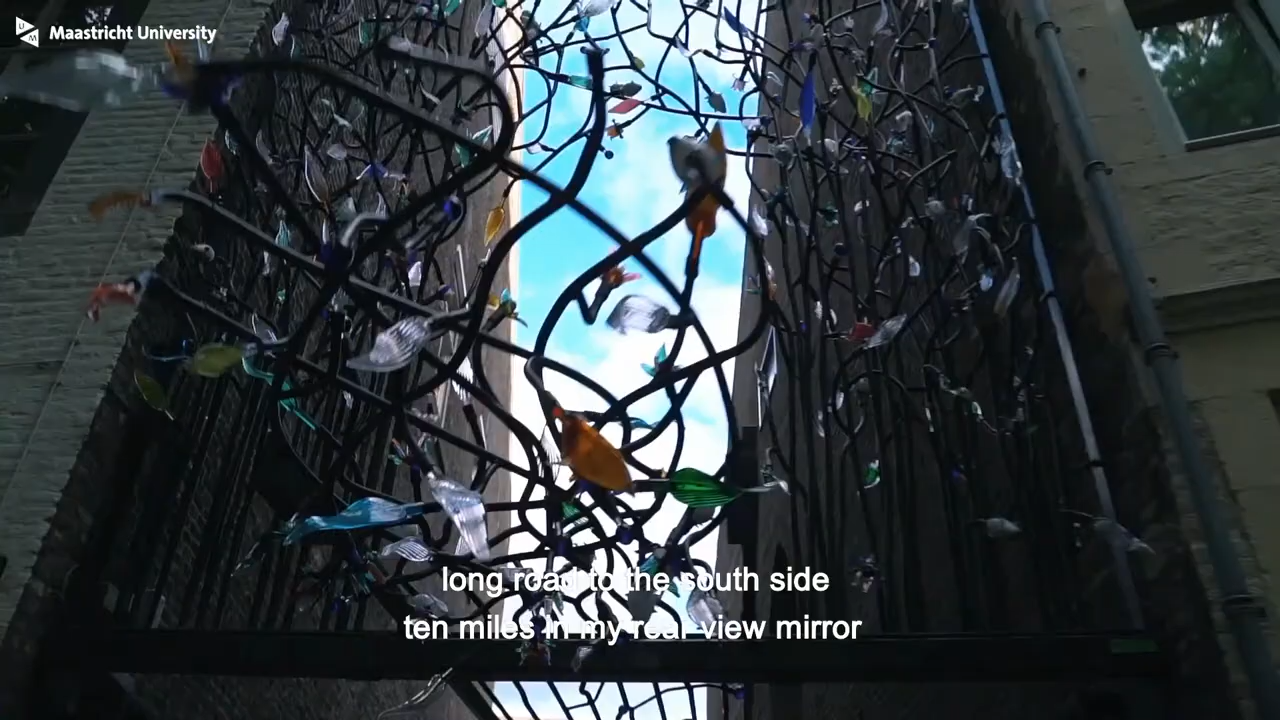 Maastricht University
long road to the south side
ten miles in my rear view mirror